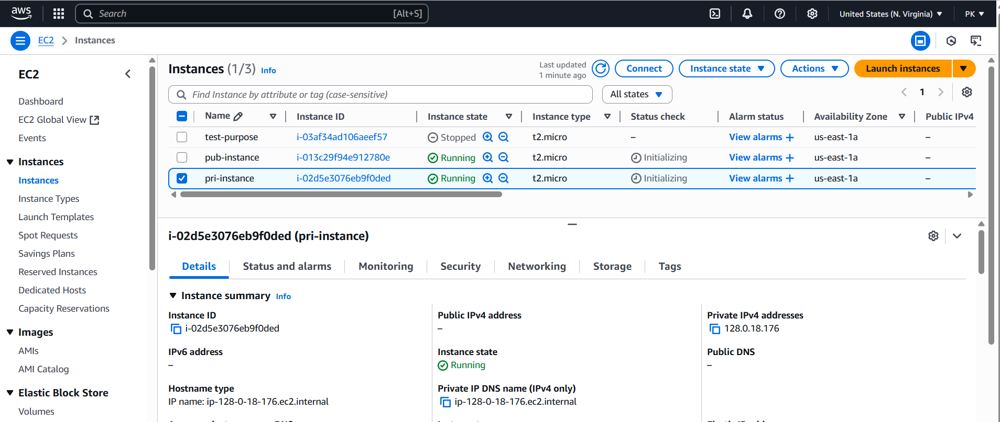 aws
Search [Alt+S]
United States (N. Virginia)
PK
EC2 Instances
EC2
Dashboard
EC2 Global View
Events
Instances
Instances
Instance Types
Launch Templates
Spot Requests
Savings Plans
Reserved Instances
Dedicated Hosts
Capacity Reservations
Images
AMIs
AMI Catalog
Elastic Block Store
Volumes
Instances (1/3) Info
Last updated
1 minute ago
Connect
Instance state
Actions
Launch instances
Find Instance by attribute or tag (case-sensitive)
All states
1
Name Instance ID Instance state Instance type Status check Alarm status Availability Zone Public IPv4
test-purpose i-03af34ad106aeef57 Stopped t2.micro – View alarms + us-east-1a –
pub-instance i-013c29f94e912780e Running t2.micro Initializing View alarms + us-east-1a –
pri-instance i-02d5e3076eb9f0ded Running t2.micro Initializing View alarms + us-east-1a –
i-02d5e3076eb9f0ded (pri-instance)
Details Status and alarms Monitoring Security Networking Storage Tags
Instance summary Info
Instance ID
i-02d5e3076eb9f0ded
Public IPv4 address
–
Private IPv4 addresses
128.0.18.176
IPv6 address
–
Instance state
Running
Public DNS
–
Hostname type
IP name: ip-128-0-18-176.ec2.internal
Private IP DNS name (IPv4 only)
ip-128-0-18-176.ec2.internal